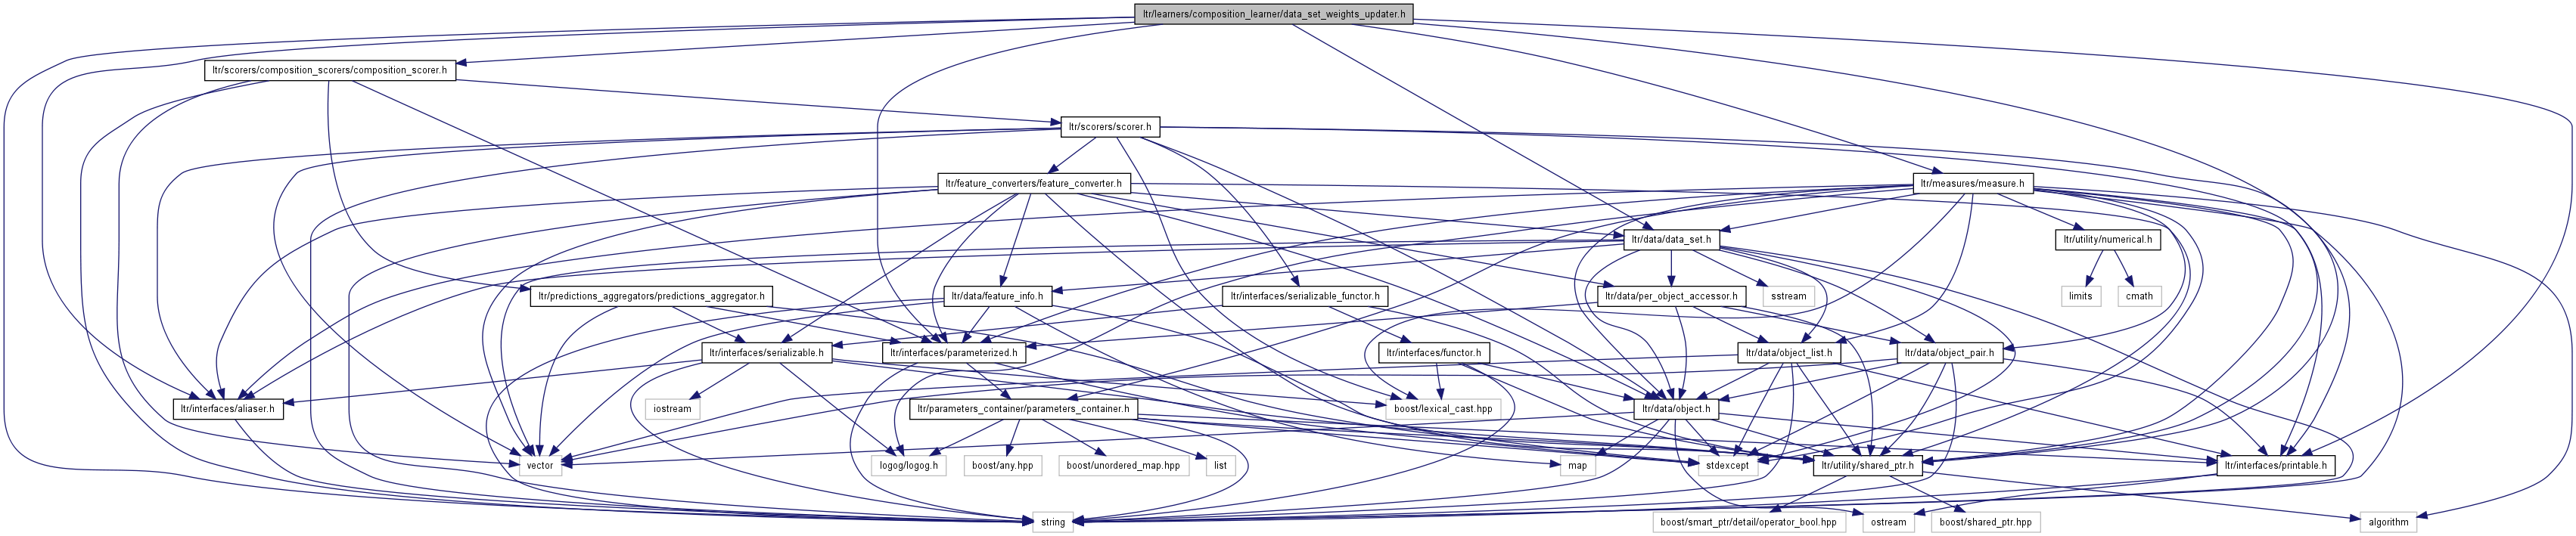 ltr/learners/composition_learner/data_set_weights_updater.h
ltr/scorers/composition_scorers/composition_scorer.h
ltr/scorers/scorer.h
ltr/feature_converters/feature_converter.h
ltr/measures/measure.h
ltr/data/data_set.h
ltr/utility/numerical.h
ltr/predictions_aggregators/predictions_aggregator.h
ltr/data/feature_info.h
ltr/interfaces/serializable_functor.h
ltr/data/per_object_accessor.h
sstream
limits
cmath
ltr/interfaces/serializable.h
ltr/interfaces/parameterized.h
ltr/interfaces/functor.h
ltr/data/object_list.h
ltr/data/object_pair.h
ltr/interfaces/aliaser.h
iostream
ltr/parameters_container/parameters_container.h
boost/lexical_cast.hpp
ltr/data/object.h
vector
logog/logog.h
boost/any.hpp
boost/unordered_map.hpp
list
map
stdexcept
ltr/utility/shared_ptr.h
ltr/interfaces/printable.h
string
boost/smart_ptr/detail/operator_bool.hpp
ostream
boost/shared_ptr.hpp
algorithm